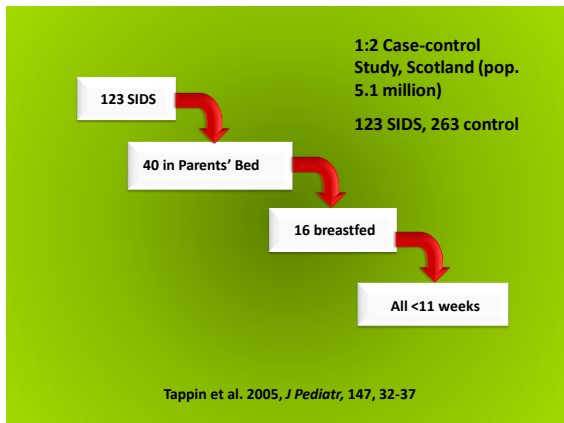 1:2 Case-control
Study, Scotland (pop.
5.1 million)
123 SIDS, 263 control
123 SIDS
40 in Parents' Bed
16 breastfed
All <11 weeks
Tappin et al. 2005, J Pediatr, 147, 32-37